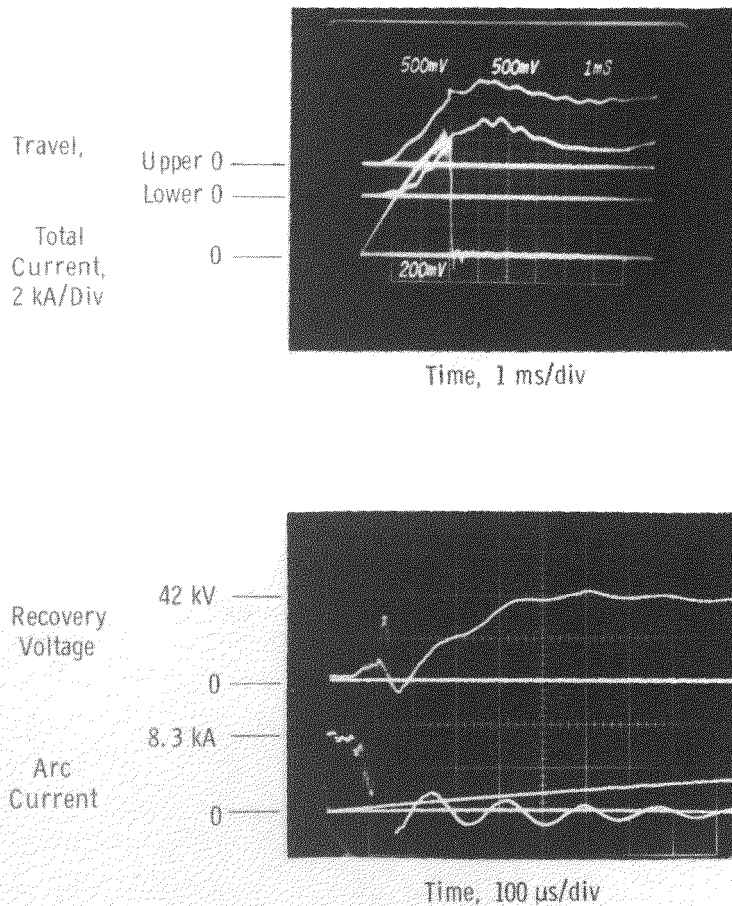 500mV 500mV 1mS
Travel,
Upper 0
Lower 0
Total
Current,
2 kA/Div
0
200mV
Time, 1 ms/div
42 kV
Recovery
Voltage
0
8.3 kA
Arc
Current
0
Time, 100 µs/div